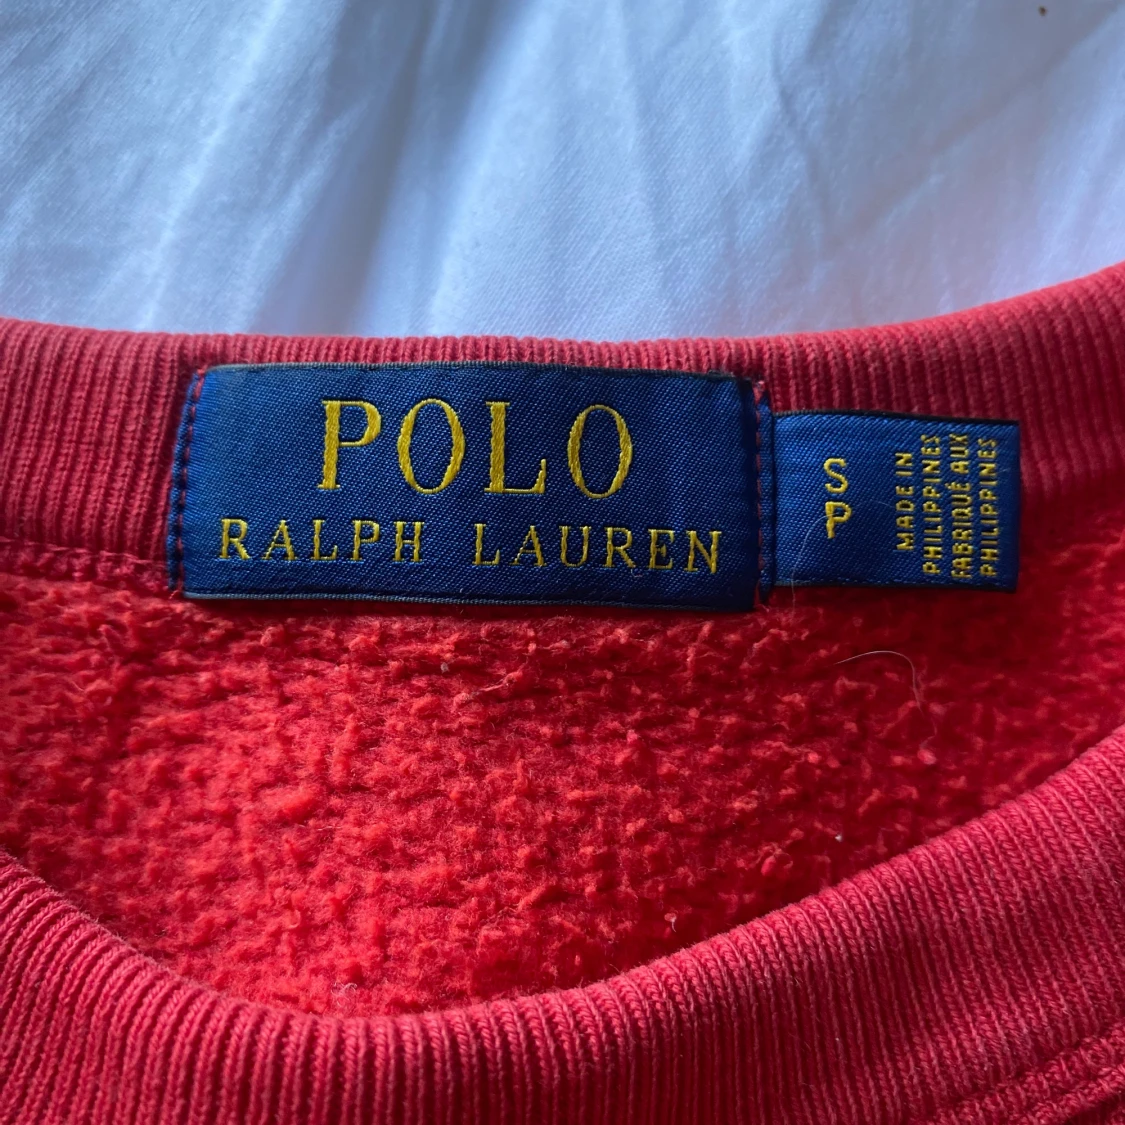 POLO
RALPH LAUREN
S
P
MADE IN
PHILIPPINES
FABRIQUÉ AUX
PHILIPPINES